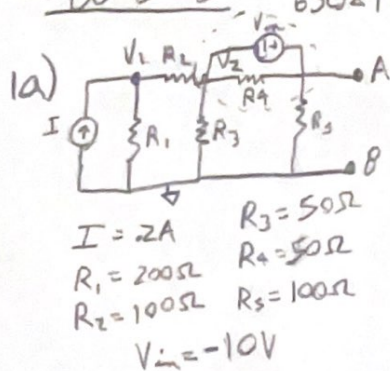 1a)
V₁ R₂ V₂ Vin
I R₁ R₃ R₄ R₅ A
B
I = .2A
R₁ = 200Ω
R₂ = 100Ω
R₃ = 50Ω
R₄ = 50Ω
R₅ = 100Ω
Vin = -10V